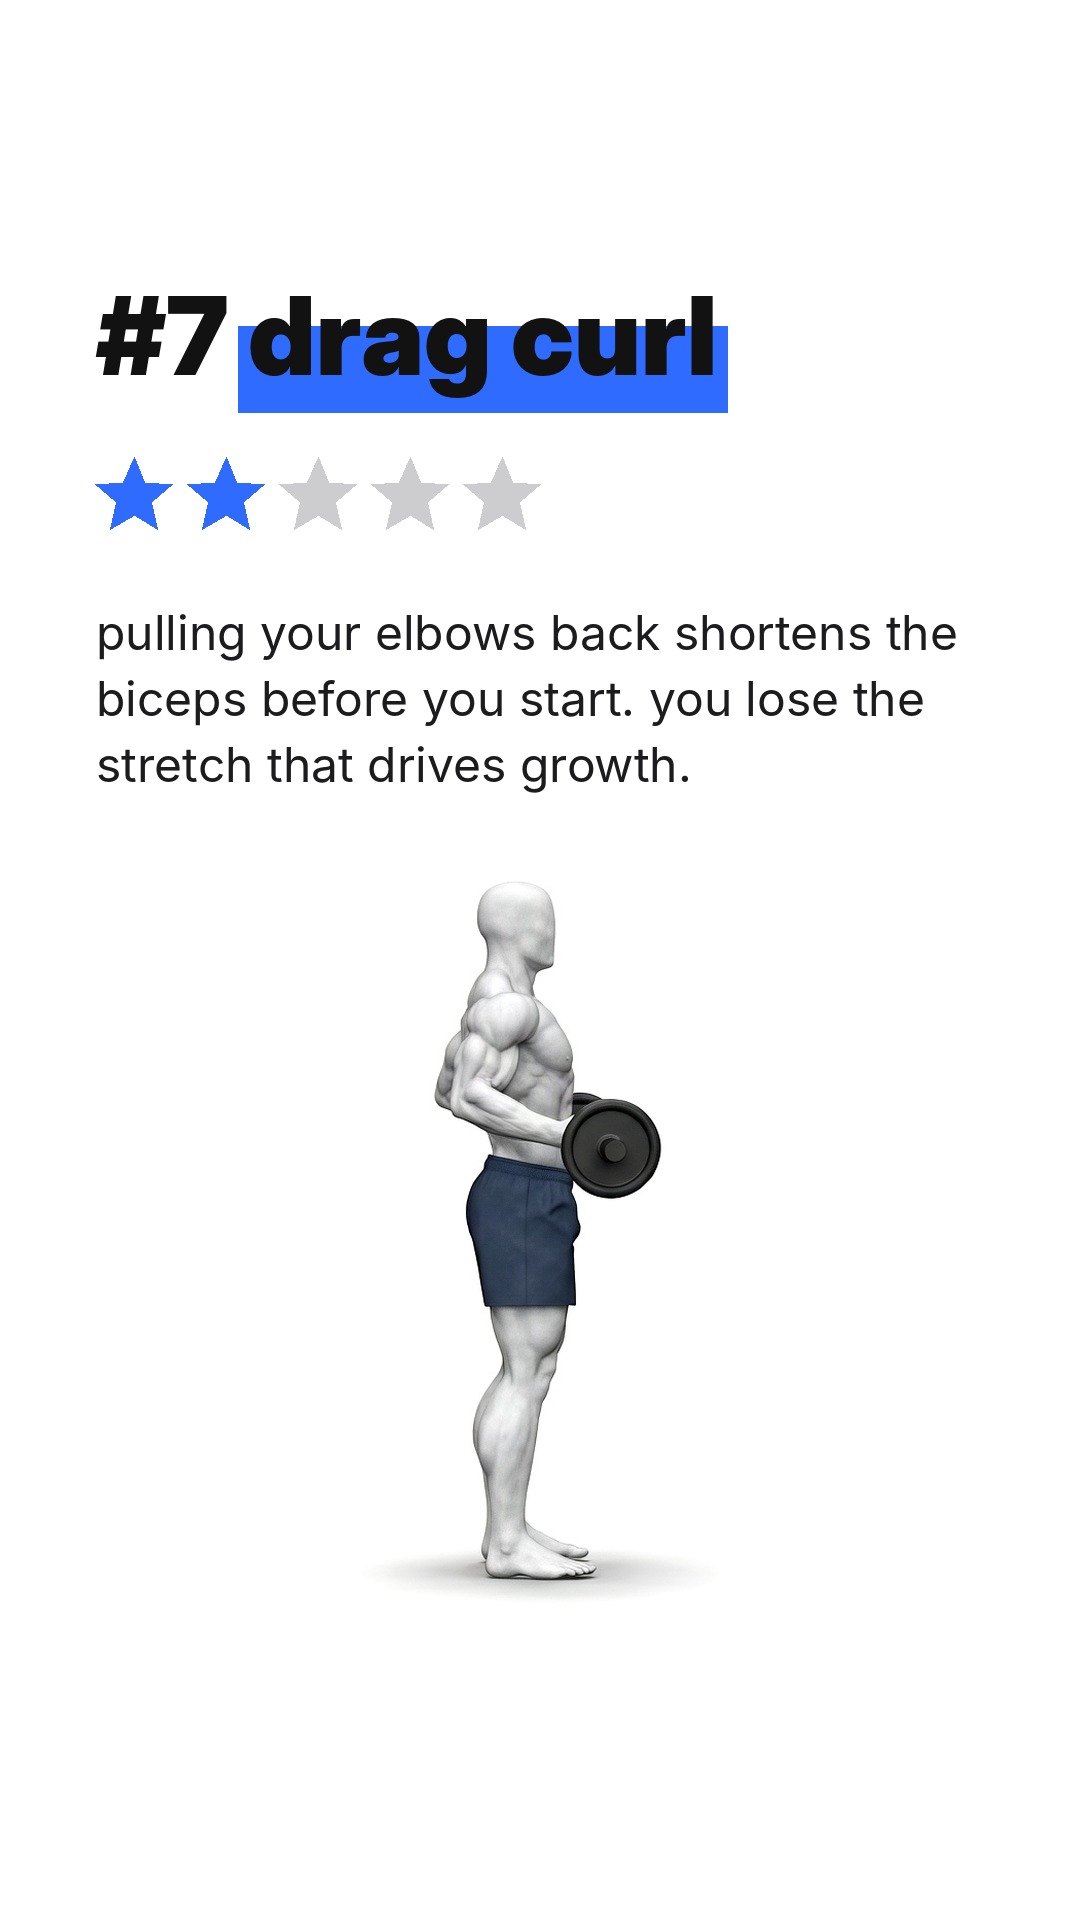 #7 drag curl
pulling your elbows back shortens the
biceps before you start. you lose the
stretch that drives growth.